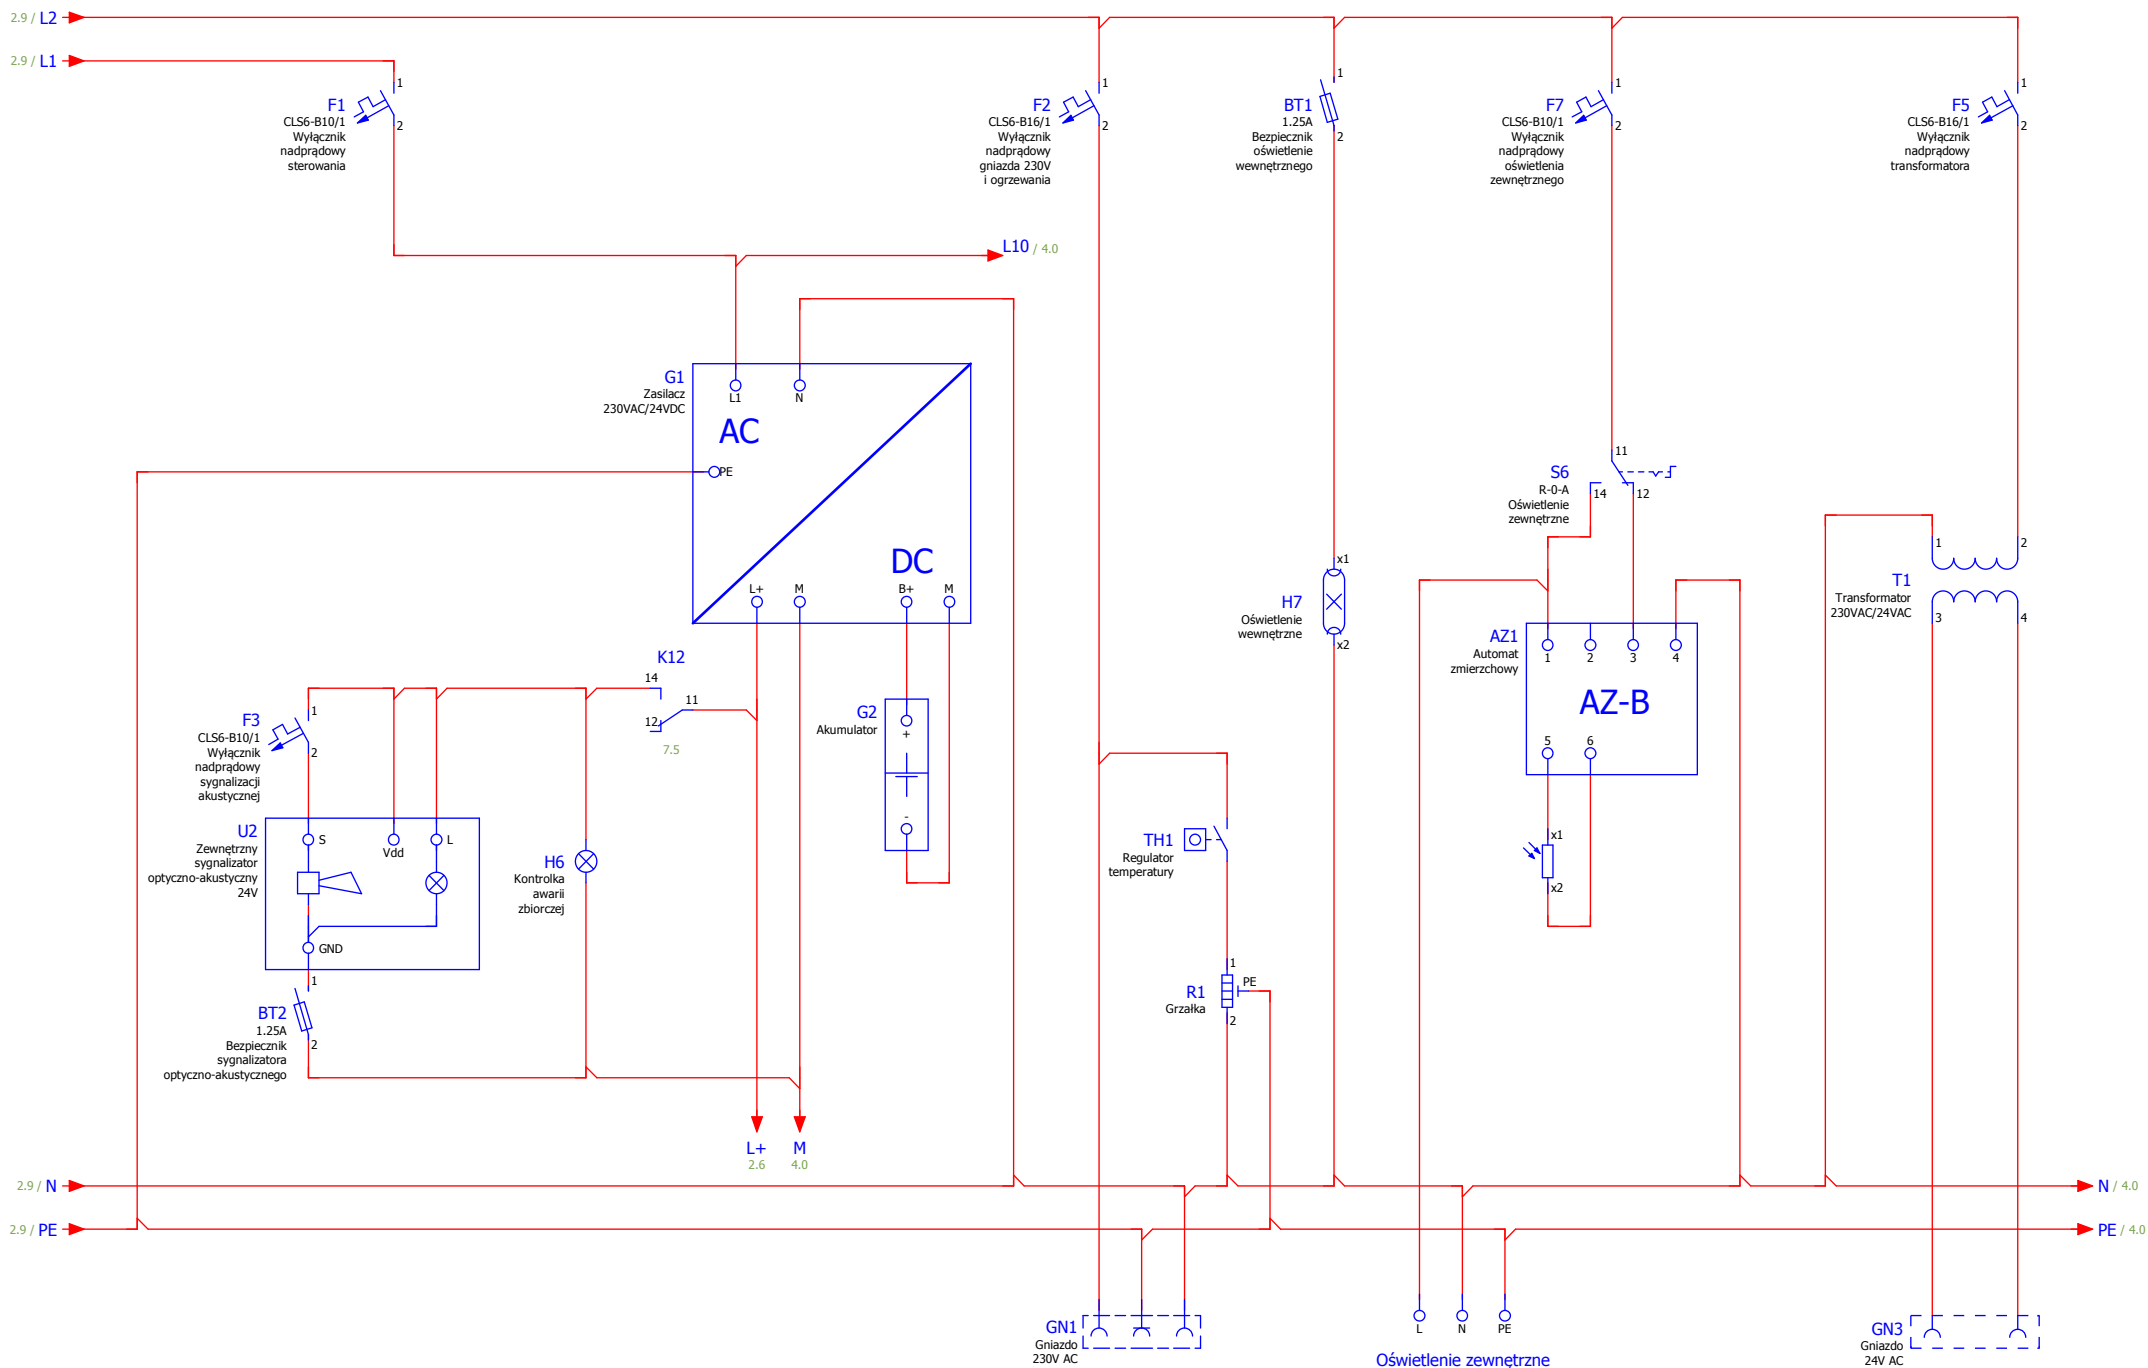 2.9 / L2
2.9 / L1
1
F1
CLS6-B10/1
Wyłącznik
nadprądowy
sterowania
2
1
F2
CLS6-B16/1
Wyłącznik
nadprądowy
gniazda 230V
i ogrzewania
2
1
BT1
1.25A
Bezpiecznik
oświetlenie
wewnętrznego
2
1
F7
CLS6-B10/1
Wyłącznik
nadprądowy
oświetlenia
zewnętrznego
2
1
F5
CLS6-B16/1
Wyłącznik
nadprądowy
transformatora
2
L10 / 4.0
G1
Zasilacz
230VAC/24VDC
L1
N
AC
PE
DC
L+
M
B+
M
11
S6
R-0-A
Oświetlenie
zewnętrzne
14
12
1
2
T1
Transformator
230VAC/24VAC
3
4
x1
H7
Oświetlenie
wewnętrzne
x2
AZ1
Automat
zmierzchowy
1
2
3
4
AZ-B
5
6
x1
x2
K12
14
11
12
7.5
G2
Akumulator
+
-
1
F3
CLS6-B10/1
Wyłącznik
nadprądowy
sygnalizacji
akustycznej
2
U2
Zewnętrzny
sygnalizator
optyczno-akustyczny
24V
S
Vdd
L
GND
H6
Kontrolka
awarii
zbiorczej
TH1
Regulator
temperatury
1
R1
Grzałka
PE
2
1
BT2
1.25A
Bezpiecznik
sygnalizatora
optyczno-akustycznego
2
L+
2.6
M
4.0
2.9 / N
N / 4.0
2.9 / PE
PE / 4.0
GN1
Gniazdo
230V AC
L
N
PE
Oświetlenie zewnętrzne
GN3
Gniazdo
24V AC